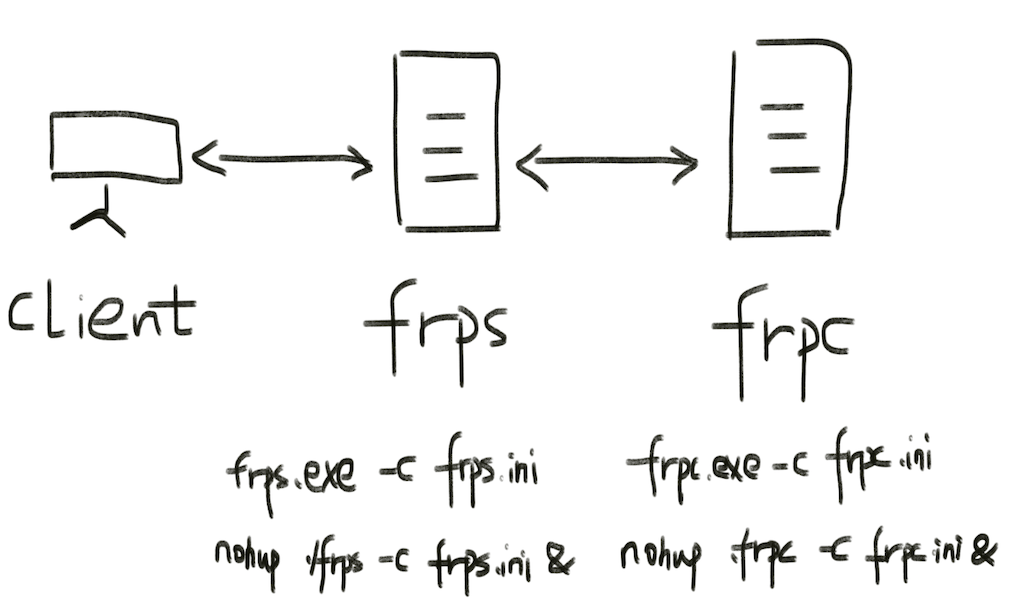 client frps frpc
frps.exe -c frps.ini frpc.exe -c frpc.ini
nohup ./frps -c frps.ini & nohup ./frpc -c frpc.ini &